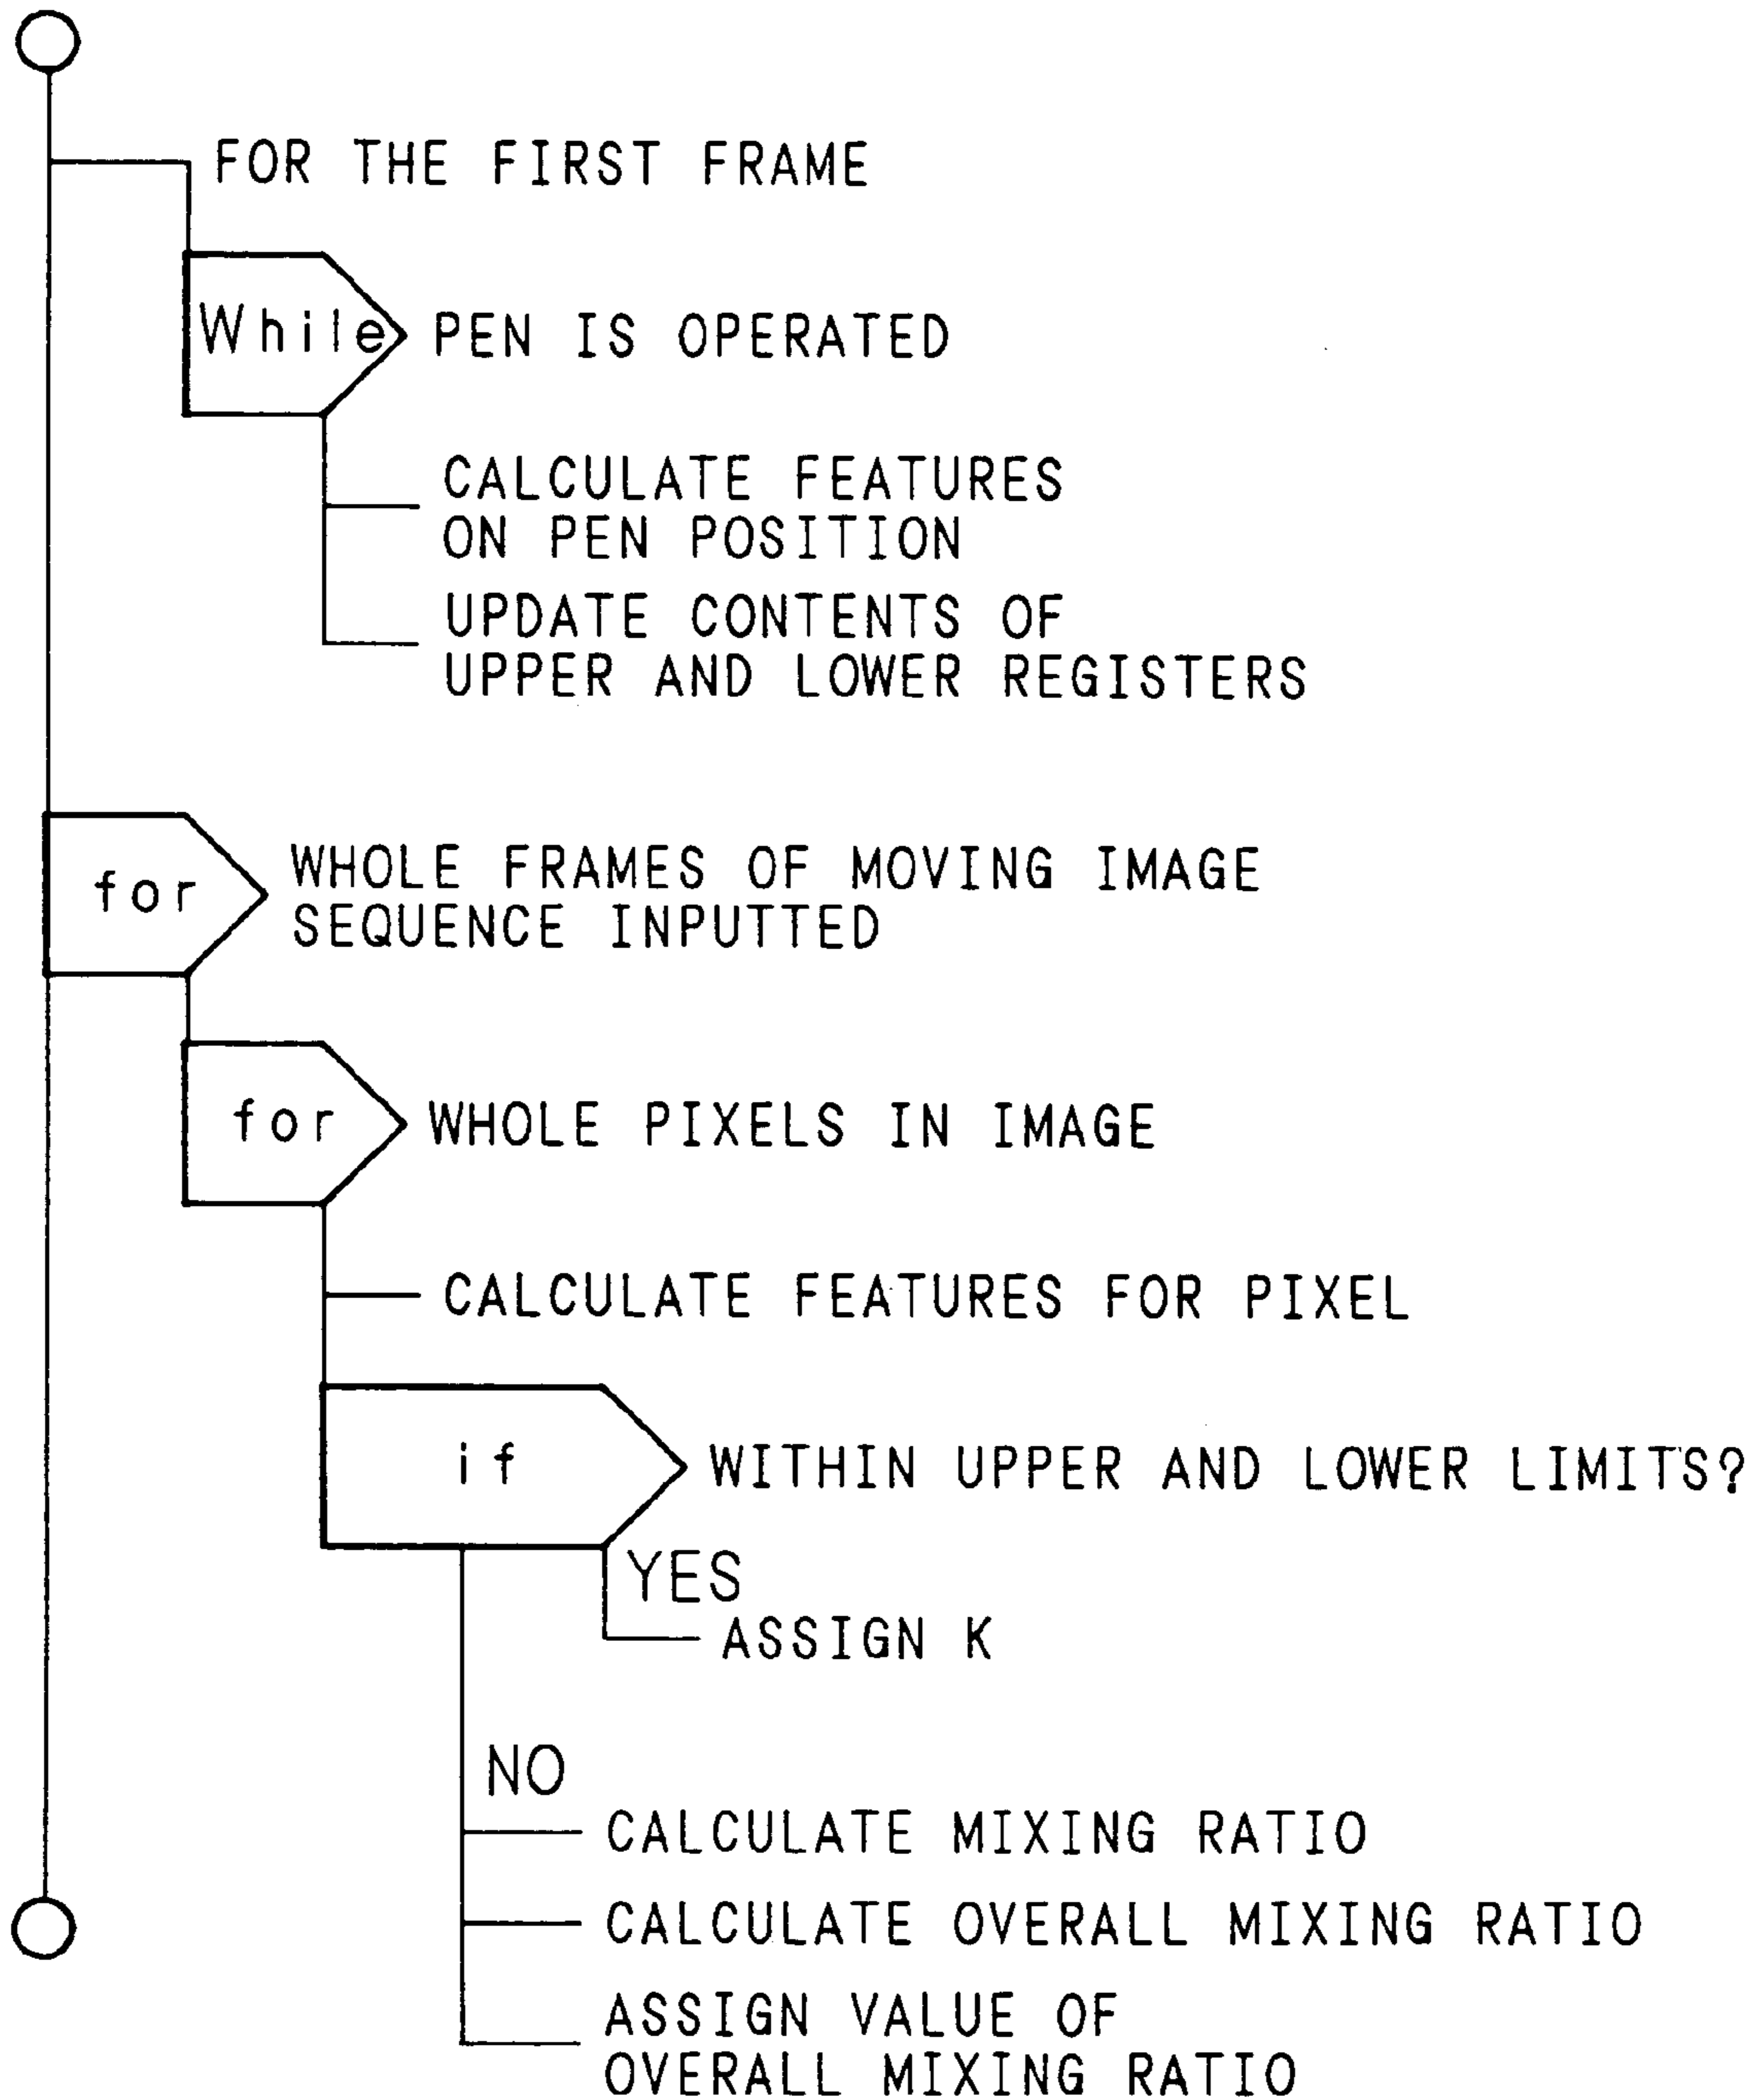 FOR THE FIRST FRAME
While PEN IS OPERATED
CALCULATE FEATURES
ON PEN POSITION
UPDATE CONTENTS OF
UPPER AND LOWER REGISTERS
for WHOLE FRAMES OF MOVING IMAGE
SEQUENCE INPUTTED
for WHOLE PIXELS IN IMAGE
CALCULATE FEATURES FOR PIXEL
if WITHIN UPPER AND LOWER LIMITS?
YES
ASSIGN K
NO
CALCULATE MIXING RATIO
CALCULATE OVERALL MIXING RATIO
ASSIGN VALUE OF
OVERALL MIXING RATIO